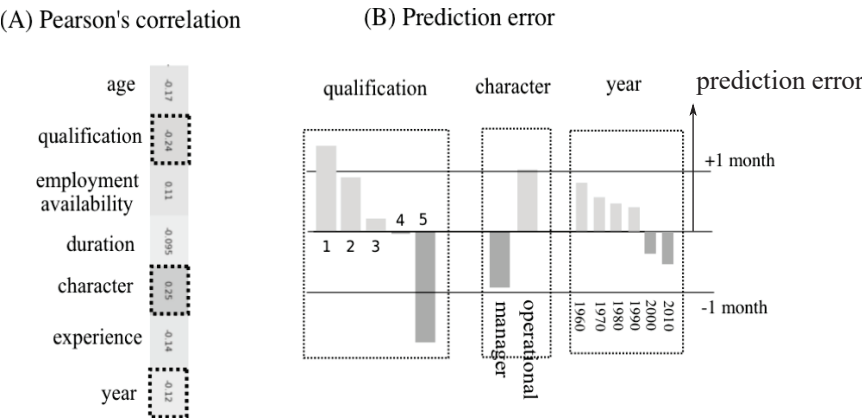 (A) Pearson's correlation
age
-0.17
qualification
-0.24
employment
availability
0.11
duration
-0.095
character
0.25
experience
-0.14
year
-0.12
(B) Prediction error
qualification
character
year
prediction error
+1 month
-1 month
1 2 3 4 5
manager
operational
1960
1970
1980
1990
2000
2010